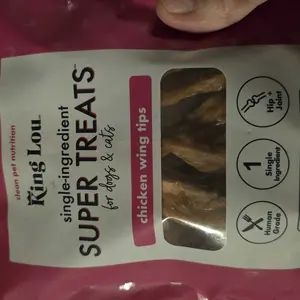 clean pet nutrition
King Lou.
single-ingredient
SUPER TREATS™
for dogs & cats
chicken wing tips
Hip +
Joint
1
Single
Ingredient
Human
Grade